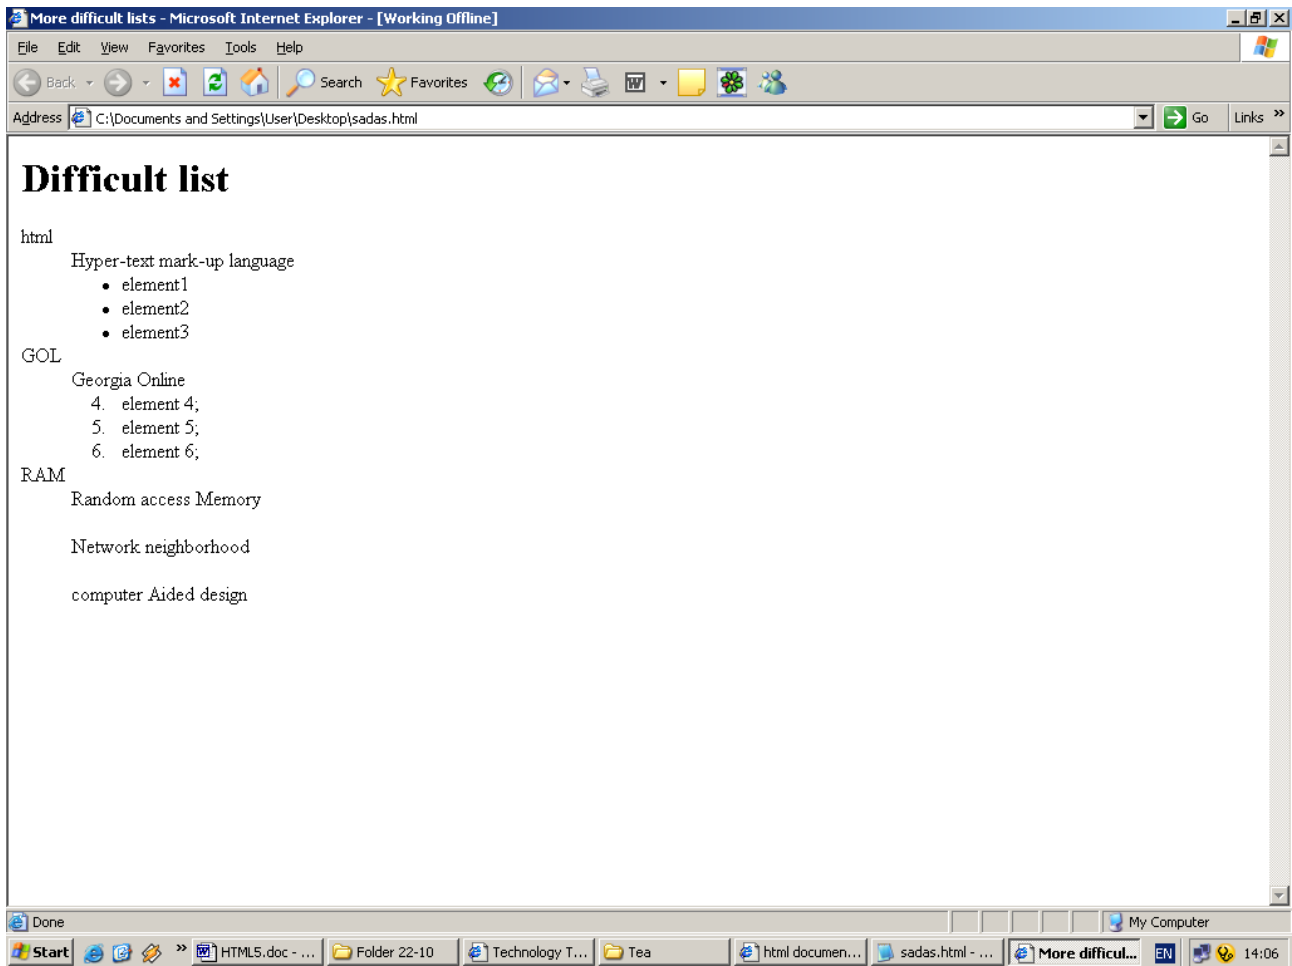 More difficult lists - Microsoft Internet Explorer - [Working Offline]
File Edit View Favorites Tools Help
Back Search Favorites
Address C:\Documents and Settings\User\Desktop\sadas.html Go Links »
Difficult list
html
Hyper-text mark-up language
• element1
• element2
• element3
GOL
Georgia Online
4. element 4;
5. element 5;
6. element 6;
RAM
Random access Memory
Network neighborhood
computer Aided design
Done My Computer
Start » HTML5.doc - ... Folder 22-10 Technology T... Tea html documen... sadas.html - ... More difficul... EN 14:06